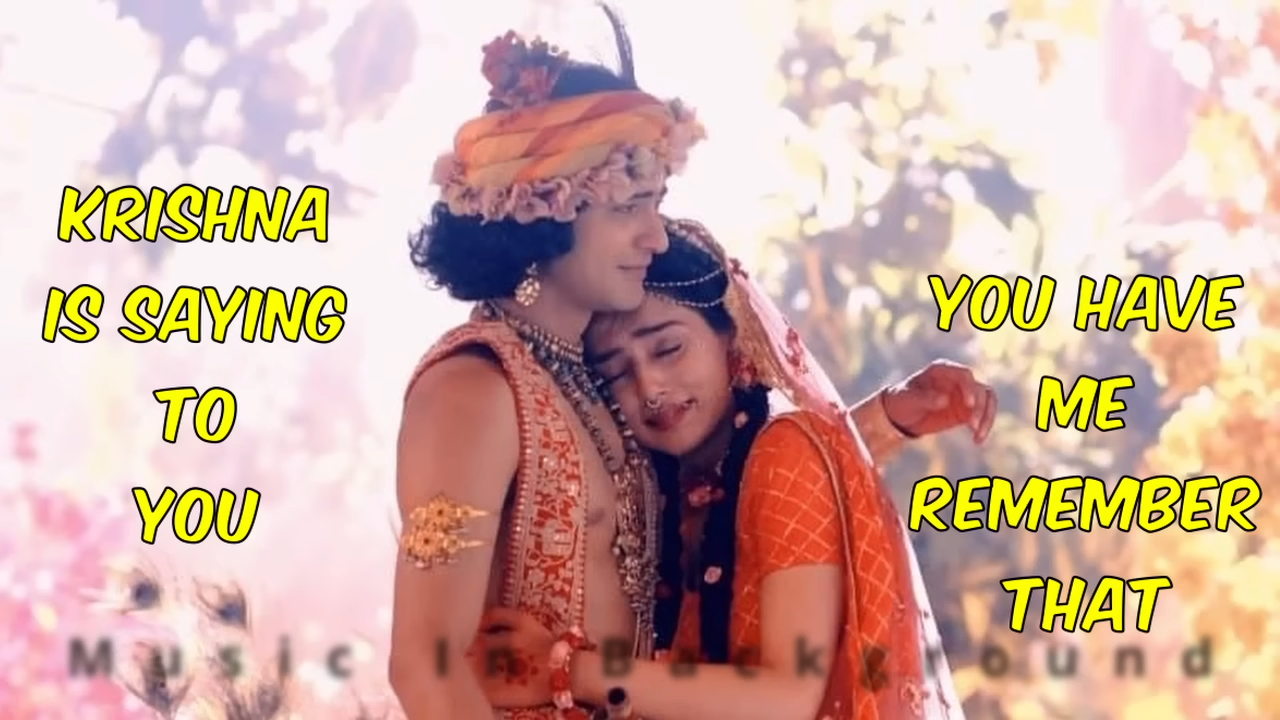 KRISHNA
IS SAYING
TO
YOU
YOU HAVE
ME
REMEMBER
THAT
Music In Background